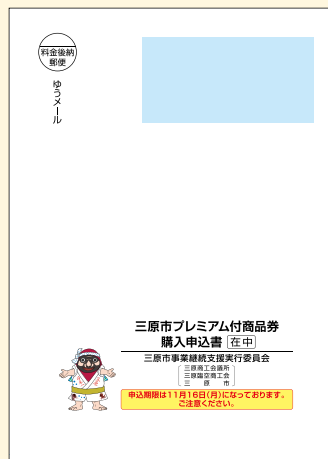 料金後納
郵便
ゆうメール
三原市プレミアム付商品券
購入申込書 在中
三原市事業継続支援実行委員会
三原商工会議所
三原臨空商工会
三原市
申込期限は11月16日(月)になっております。
ご注意ください。